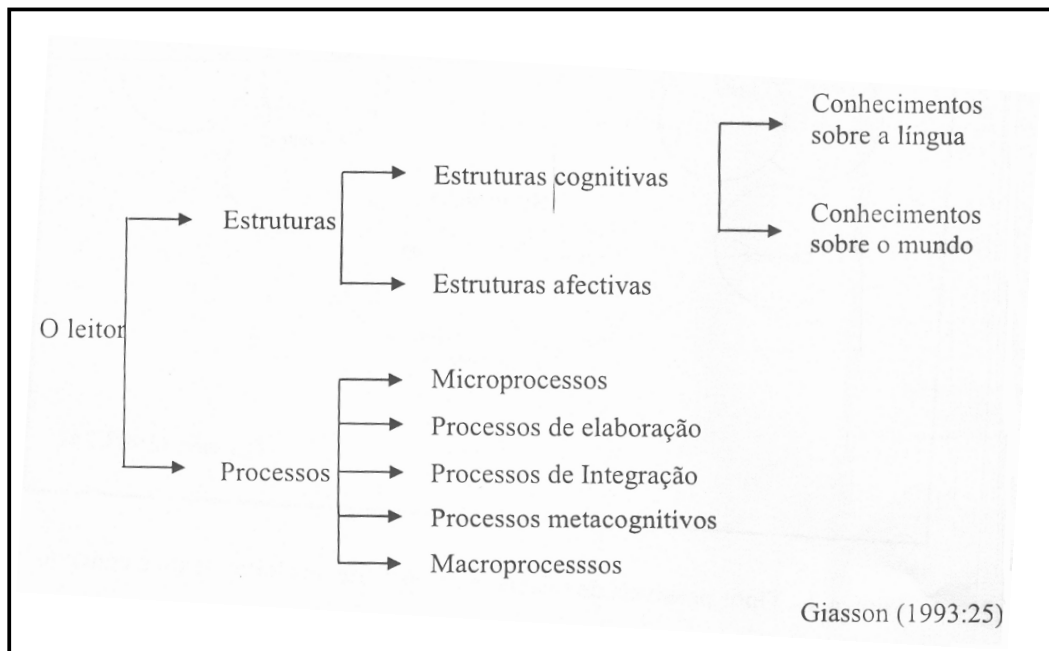 Conhecimentos
sobre a língua
Estruturas cognitivas
Estruturas
Conhecimentos
sobre o mundo
Estruturas afectivas
O leitor
Microprocessos
Processos de elaboração
Processos
Processos de Integração
Processos metacognitivos
Macroprocesssos
Giasson (1993:25)